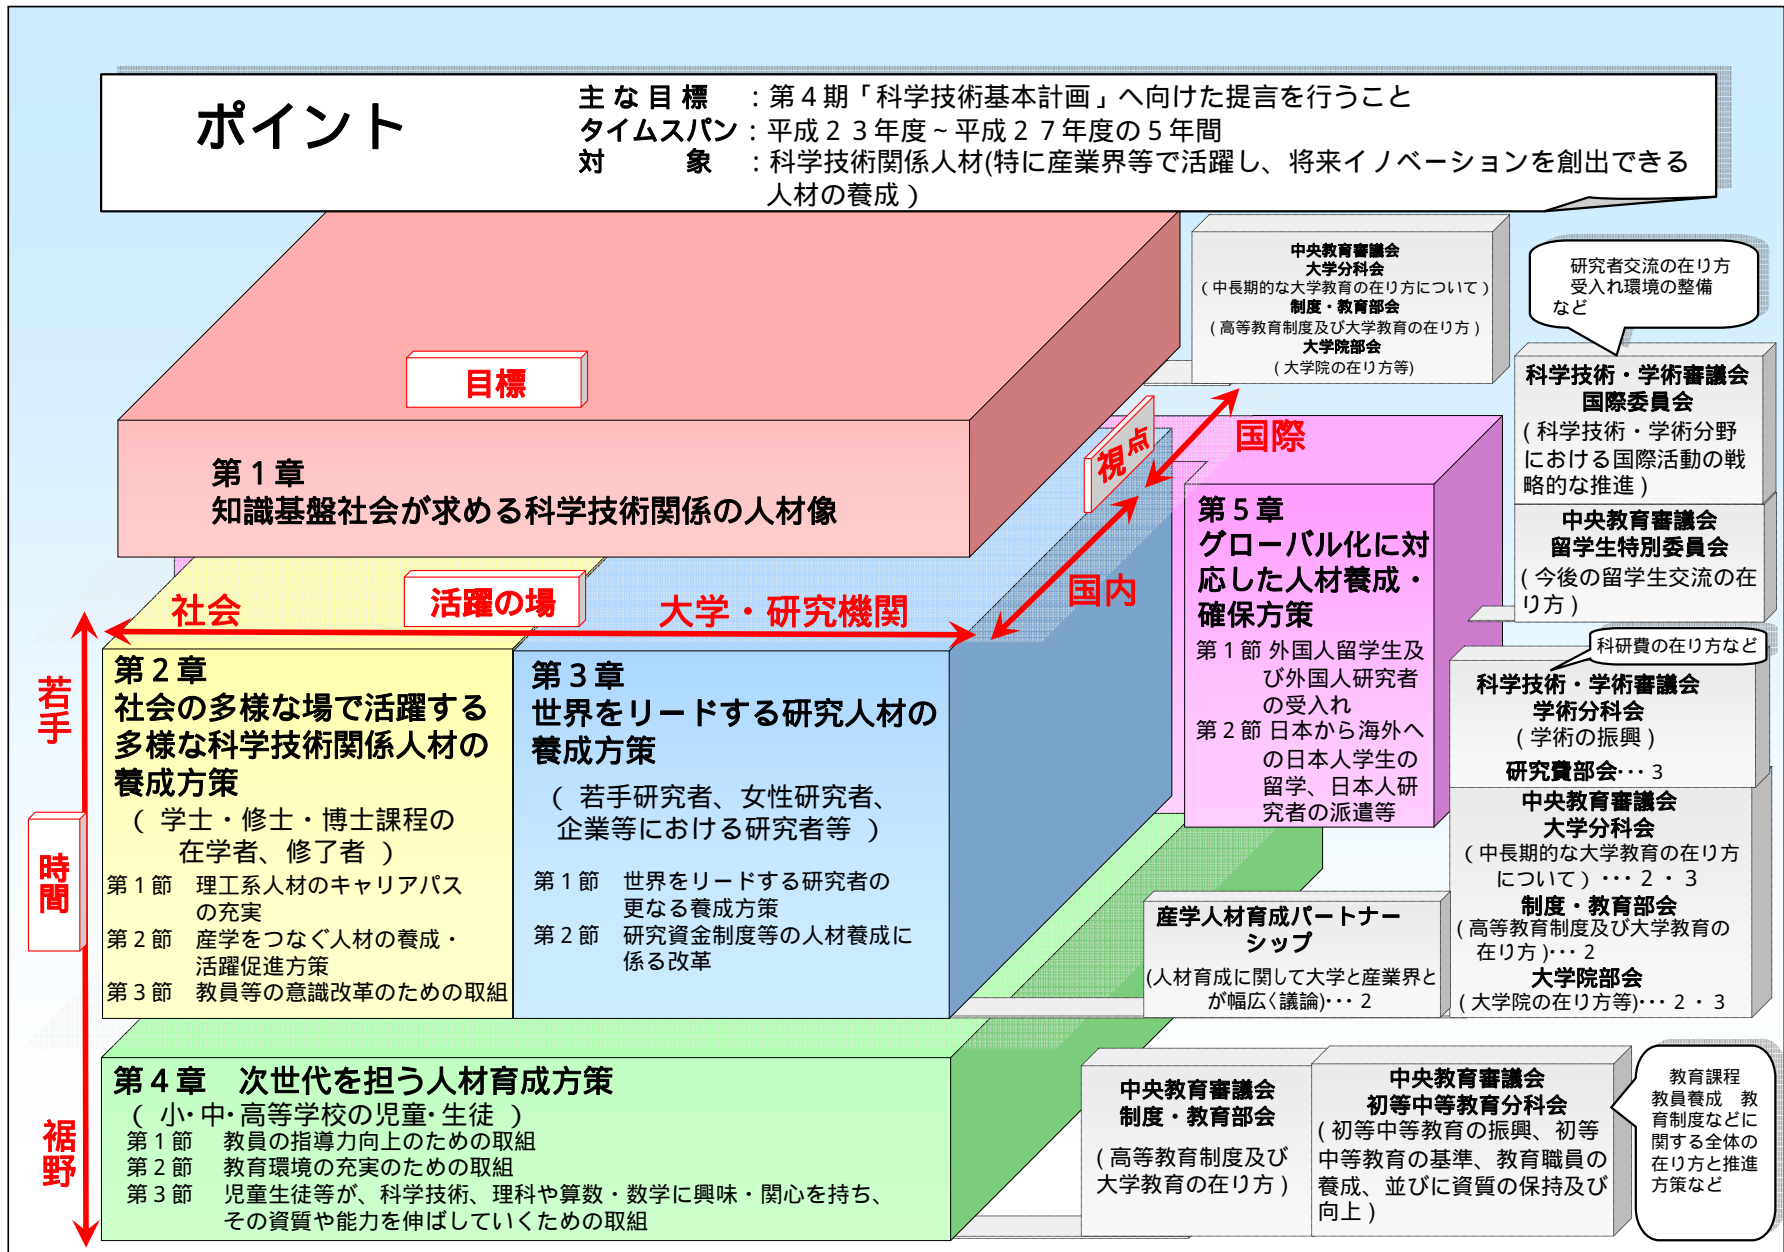 ポイント
主 な 目 標 ：第４期「科学技術基本計画」へ向けた提言を行うこと
タイムスパン：平成２３年度～平成２７年度の５年間
対　　　象 ：科学技術関係人材(特に産業界等で活躍し、将来イノベーションを創出できる
人材の養成）
目標
第１章
知識基盤社会が求める科学技術関係の人材像
中央教育審議会
大学分科会
（中長期的な大学教育の在り方について）
制度・教育部会
（高等教育制度及び大学教育の在り方）
大学院部会
（大学院の在り方等)
研究者交流の在り方
受入れ環境の整備
など
科学技術・学術審議会
国際委員会
（科学技術・学術分野
における国際活動の戦
略的な推進）
中央教育審議会
留学生特別委員会
（今後の留学生交流の在
り方）
視点
国際
国内
社会
活躍の場
大学・研究機関
若手
時間
裾野
第２章
社会の多様な場で活躍する
多様な科学技術関係人材の
養成方策
（ 学士・修士・博士課程の
在学者、修了者 ）
第１節　理工系人材のキャリアパス
の充実
第２節　産学をつなぐ人材の養成・
活躍促進方策
第３節　教員等の意識改革のための取組
第３章
世界をリードする研究人材の
養成方策
（ 若手研究者、女性研究者、
企業等における研究者等 ）
第１節　世界をリードする研究者の
更なる養成方策
第２節　研究資金制度等の人材養成に
係る改革
第５章
グローバル化に対
応した人材養成・
確保方策
第１節 外国人留学生及
び外国人研究者
の受入れ
第２節 日本から海外へ
の日本人学生の
留学、日本人研
究者の派遣等
科研費の在り方など
科学技術・学術審議会
学術分科会
（学術の振興）
研究費部会･･･３
中央教育審議会
大学分科会
（中長期的な大学教育の在り方
について）･･･２・３
制度・教育部会
（高等教育制度及び大学教育の
在り方）･･･２
大学院部会
（大学院の在り方等)･･･２・３
産学人材育成パートナー
シップ
(人材育成に関して大学と産業界と
が幅広く議論)･･･２
第４章　次世代を担う人材育成方策
（ 小･中･高等学校の児童･生徒 ）
第１節　教員の指導力向上のための取組
第２節　教育環境の充実のための取組
第３節　児童生徒等が、科学技術、理科や算数・数学に興味・関心を持ち、
その資質や能力を伸ばしていくための取組
中央教育審議会
制度・教育部会
（高等教育制度及び
大学教育の在り方）
中央教育審議会
初等中等教育分科会
（初等中等教育の振興、初等
中等教育の基準、教育職員の
養成、並びに資質の保持及び
向上）
教育課程
教員養成　教
育制度などに
関する全体の
在り方と推進
方策など